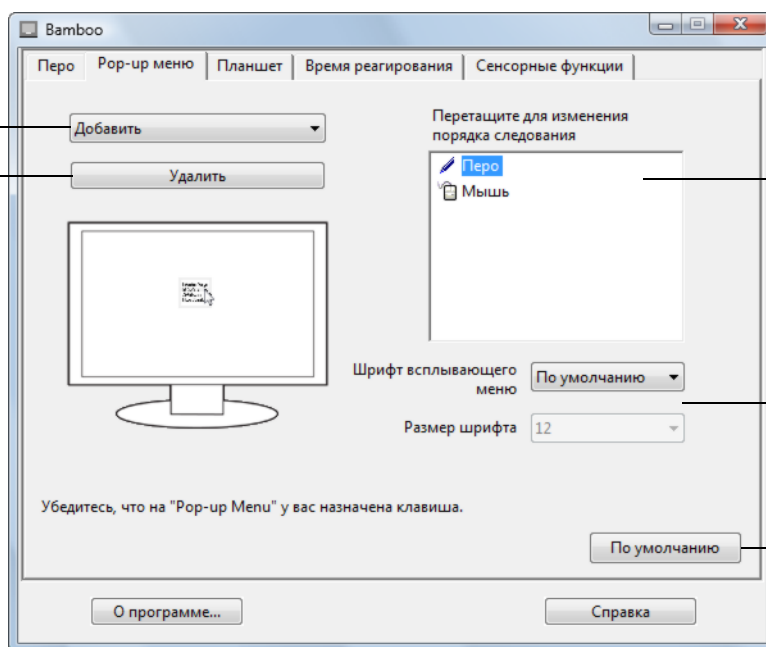 Bamboo
Перо Pop-up меню Планшет Время реагирования Сенсорные функции
Добавить
Удалить
Перетащите для изменения
порядка следования
Перо
Мышь
Шрифт всплывающего
меню
По умолчанию
Размер шрифта
12
Убедитесь, что на "Pop-up Menu" у вас назначена клавиша.
По умолчанию
О программе...
Справка